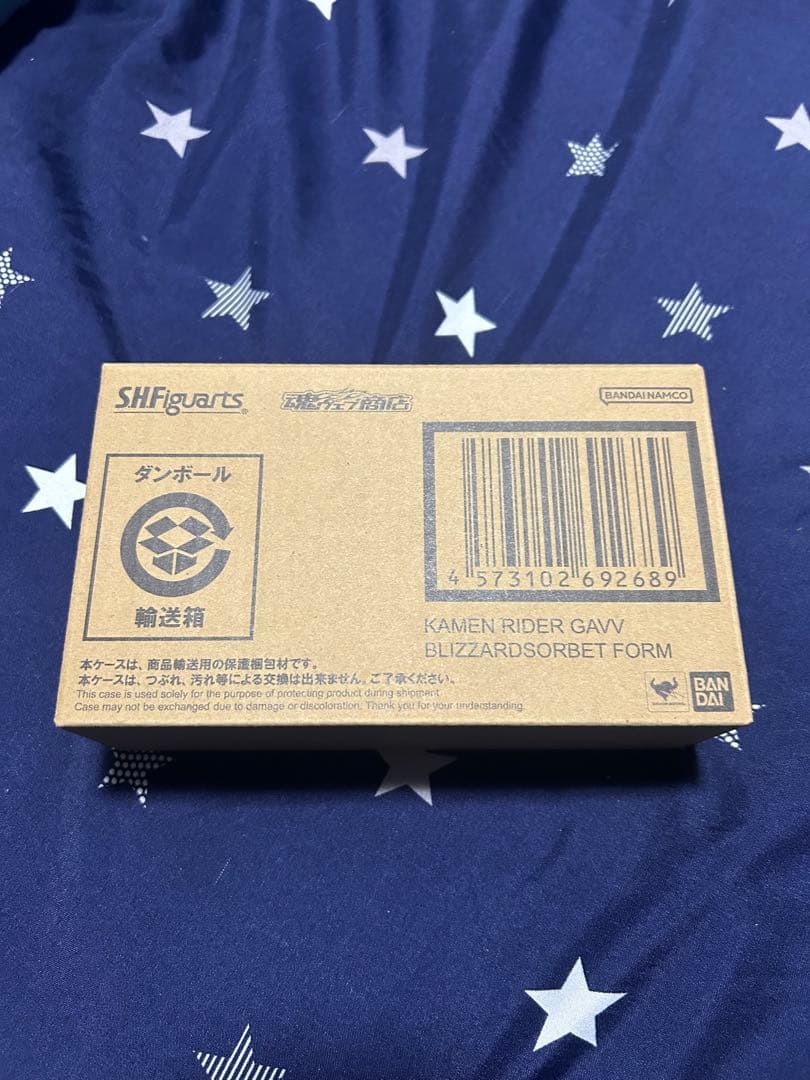 S.H.Figuarts®
魂ウェブ商店
BANDAI NAMCO
ダンボール
輸送箱
4 573102 692689
KAMEN RIDER GAVV
BLIZZARDSORBET FORM
本ケースは、商品輸送用の保護梱包材です。
本ケースは、つぶれ、汚れ等による交換は出来ません。ご了承ください。
This case is used solely for the purpose of protecting product during shipment.
Case may not be exchanged due to damage or discoloration. Thank you for your understanding.
BAN
DAI